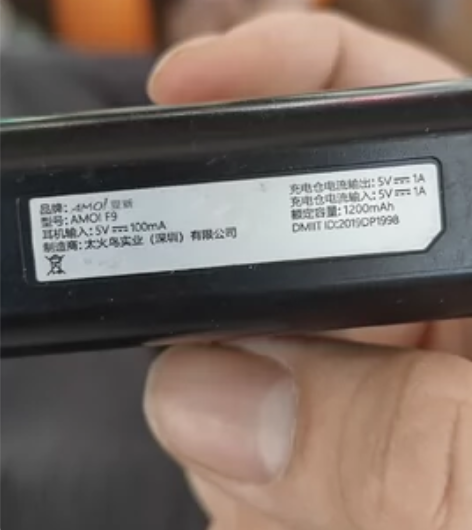 品牌：AMOI 夏新
型号：AMOI F9
耳机输入：5V⎓100mA
制造商：太火鸟实业（深圳）有限公司
充电仓电流输出：5V⎓1A
充电仓电流输入：5V⎓1A
额定容量：1200mAh
DMIIT ID:2019DP1998